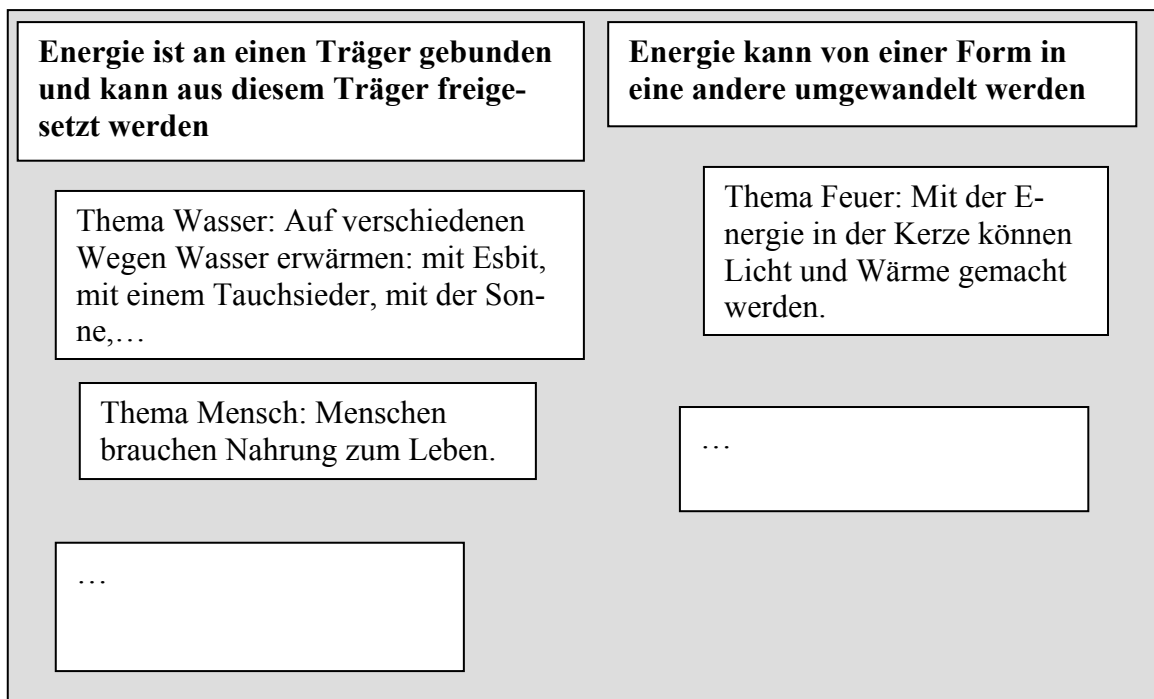 Energie ist an einen Träger gebunden
und kann aus diesem Träger freige-
setzt werden
Thema Wasser: Auf verschiedenen
Wegen Wasser erwärmen: mit Esbit,
mit einem Tauchsieder, mit der Son-
ne,…
Thema Mensch: Menschen
brauchen Nahrung zum Leben.
…
Energie kann von einer Form in
eine andere umgewandelt werden
Thema Feuer: Mit der E-
nergie in der Kerze können
Licht und Wärme gemacht
werden.
…